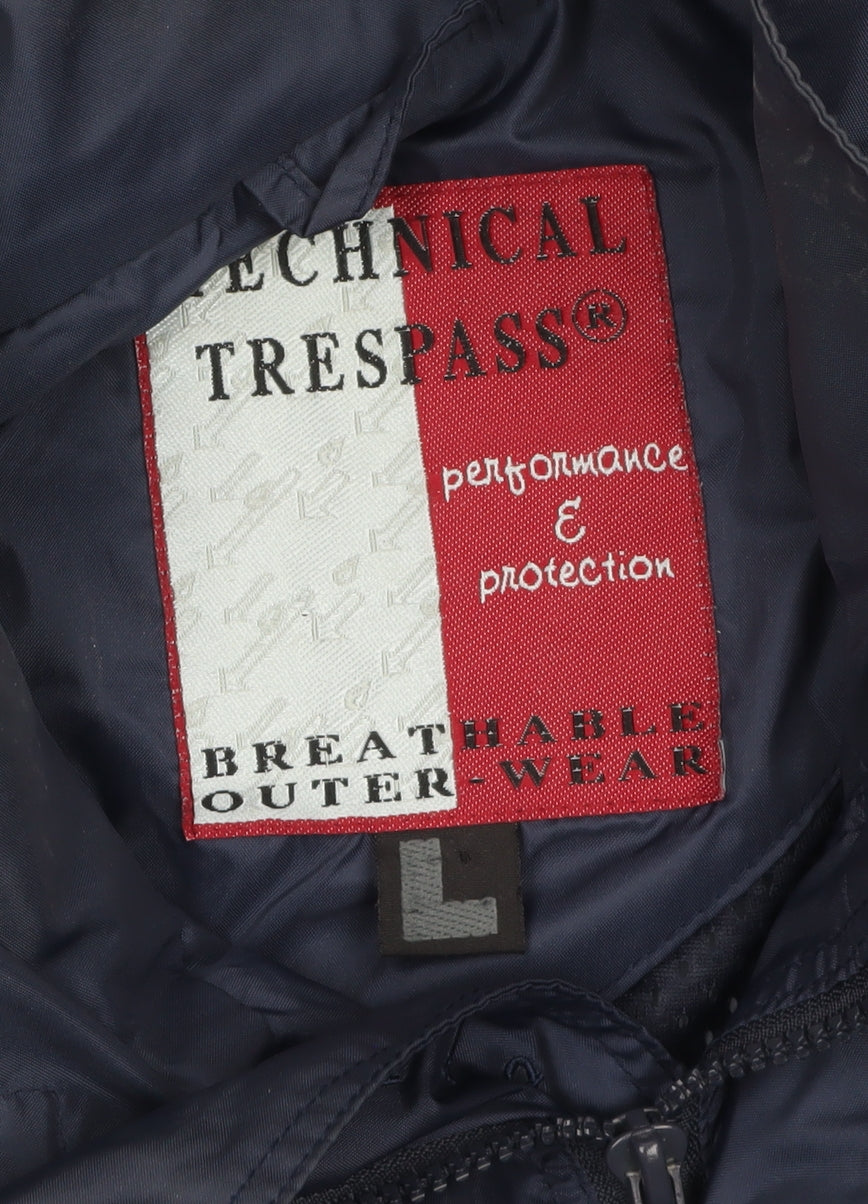 TECHNICAL
TRESPASS®
performance
&
protection
BREATHABLE
OUTER-WEAR
L